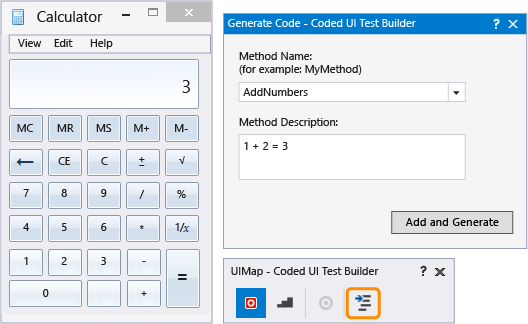 Calculator
View Edit Help
3
MC MR MS M+ M-
← CE C ± √
7 8 9 / %
4 5 6 * 1/x
1 2 3 - =
0 +
Generate Code - Coded UI Test Builder ?
Method Name:
(for example: MyMethod)
AddNumbers
Method Description:
1 + 2 = 3
Add and Generate
UIMap - Coded UI Test Builder ?